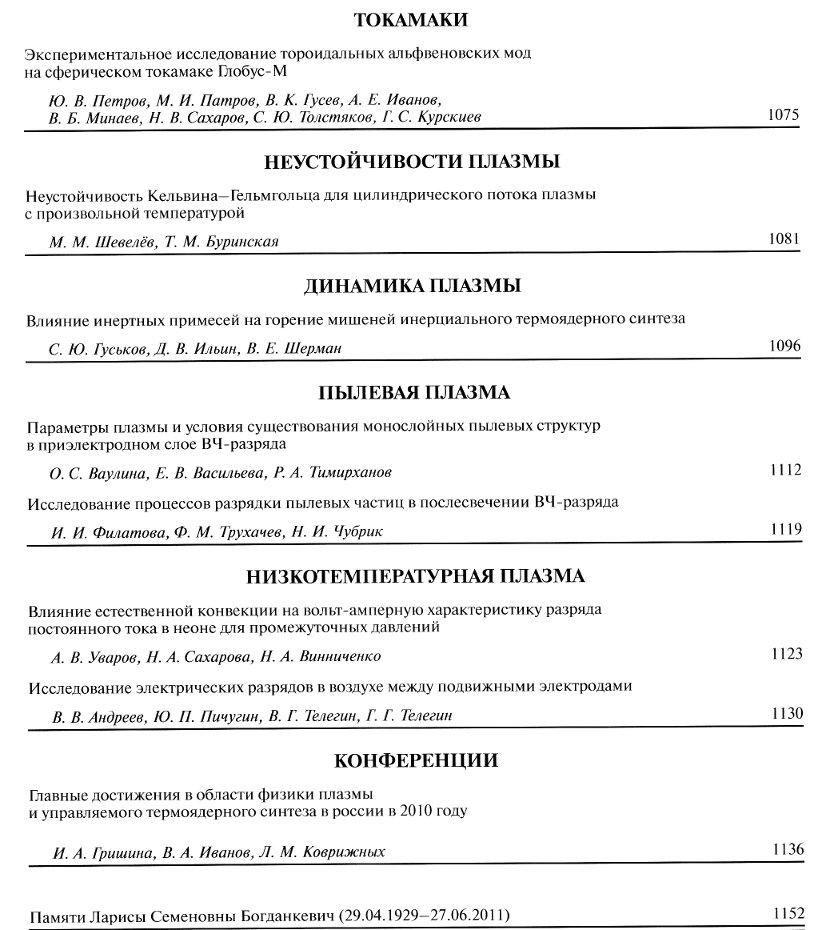 ТОКАМАКИ
Экспериментальное исследование тороидальных альфвеновских мод
на сферическом токамаке Глобус-М
Ю. В. Петров, М. И. Патров, В. К. Гусев, А. Е. Иванов,
В. Б. Минаев, Н. В. Сахаров, С. Ю. Толстяков, Г. С. Курскиев 1075
НЕУСТОЙЧИВОСТИ ПЛАЗМЫ
Неустойчивость Кельвина–Гельмгольца для цилиндрического потока плазмы
с произвольной температурой
М. М. Шевелёв, Т. М. Буринская 1081
ДИНАМИКА ПЛАЗМЫ
Влияние инертных примесей на горение мишеней инерциального термоядерного синтеза
С. Ю. Гуськов, Д. В. Ильин, В. Е. Шерман 1096
ПЫЛЕВАЯ ПЛАЗМА
Параметры плазмы и условия существования монослойных пылевых структур
в приэлектродном слое ВЧ-разряда
О. С. Ваулина, Е. В. Васильева, Р. А. Тимирханов 1112
Исследование процессов разрядки пылевых частиц в послесвечении ВЧ-разряда
И. И. Филатова, Ф. М. Трухачев, Н. И. Чубрик 1119
НИЗКОТЕМПЕРАТУРНАЯ ПЛАЗМА
Влияние естественной конвекции на вольт-амперную характеристику разряда
постоянного тока в неоне для промежуточных давлений
А. В. Уваров, Н. А. Сахарова, Н. А. Винниченко 1123
Исследование электрических разрядов в воздухе между подвижными электродами
В. В. Андреев, Ю. П. Пичугин, В. Г. Телегин, Г. Г. Телегин 1130
КОНФЕРЕНЦИИ
Главные достижения в области физики плазмы
и управляемого термоядерного синтеза в россии в 2010 году
И. А. Гришина, В. А. Иванов, Л. М. Коврижных 1136
Памяти Ларисы Семеновны Богданкевич (29.04.1929–27.06.2011) 1152